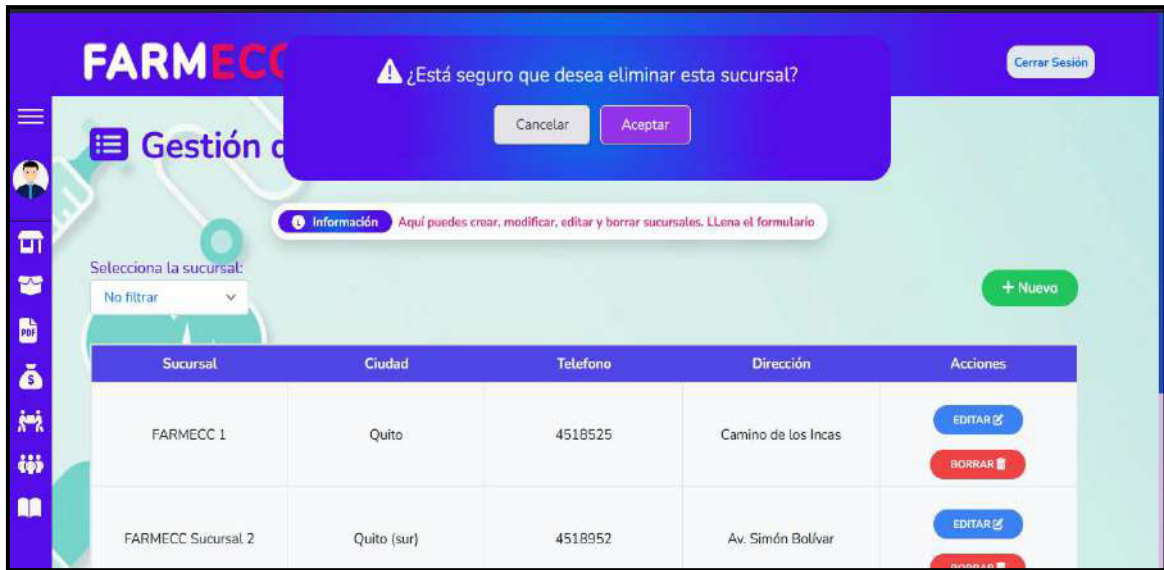 FARMECC
¿Está seguro que desea eliminar esta sucursal?
Cerrar Sesión
Cancelar Aceptar
Gestión
Información Aquí puedes crear, modificar, editar y borrar sucursales. LLena el formulario
Selecciona la sucursal:
No filtrar
+ Nuevo
PDF
Sucursal Ciudad Telefono Dirección Acciones
FARMECC 1 Quito 4518525 Camino de los Incas EDITAR
BORRAR
FARMECC Sucursal 2 Quito (sur) 4518952 Av. Simón Bolívar EDITAR
BORRAR